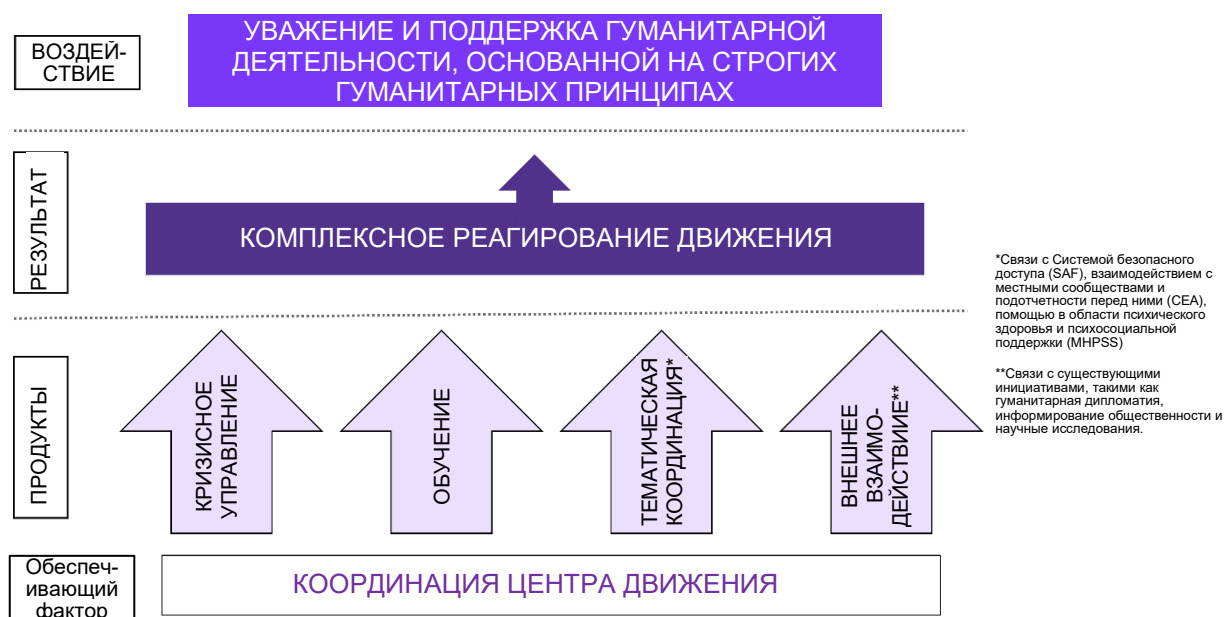 ВОЗДЕЙ-
СТВИЕ
УВАЖЕНИЕ И ПОДДЕРЖКА ГУМАНИТАРНОЙ
ДЕЯТЕЛЬНОСТИ, ОСНОВАННОЙ НА СТРОГИХ
ГУМАНИТАРНЫХ ПРИНЦИПАХ
РЕЗУЛЬТАТ
КОМПЛЕКСНОЕ РЕАГИРОВАНИЕ ДВИЖЕНИЯ
ПРОДУКТЫ
КРИЗИСНОЕ
УПРАВЛЕНИЕ
ОБУЧЕНИЕ
ТЕМАТИЧЕСКАЯ
КООРДИНАЦИЯ*
ВНЕШНЕЕ
ВЗАИМО-
ДЕЙСТВИИЕ**
*Связи с Системой безопасного
доступа (SAF), взаимодействием с
местными сообществами и
подотчетности перед ними (CEA),
помощью в области психического
здоровья и психосоциальной
поддержки (MHPSS)
**Связи с существующими
инициативами, такими как
гуманитарная дипломатия,
информирование общественности и
научные исследования.
Обеспеч-
ивающий
фактор
КООРДИНАЦИЯ ЦЕНТРА ДВИЖЕНИЯ